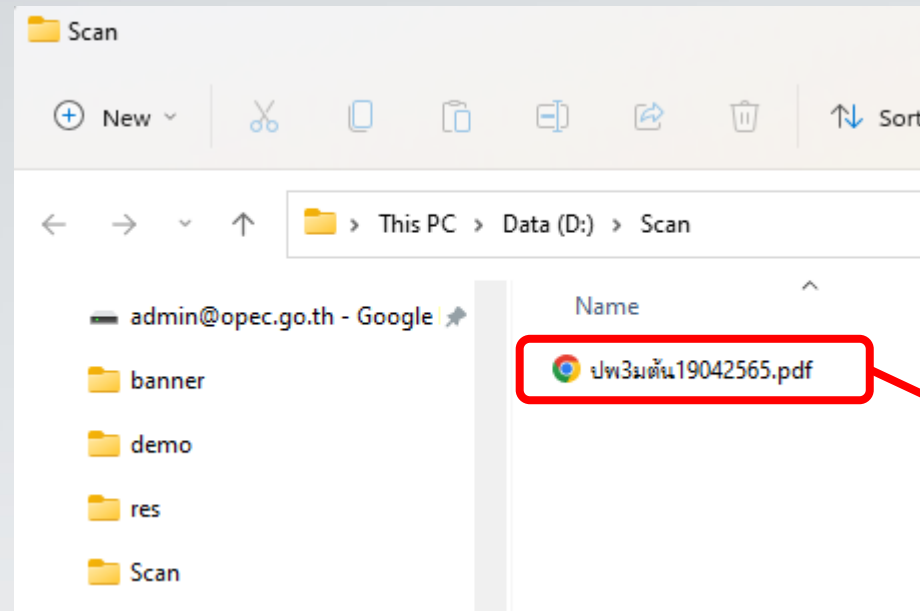 Scan
New
Sort
This PC > Data (D:) > Scan
Name
admin@opec.go.th - Google
ปพ3มต้น19042565.pdf
banner
demo
res
Scan